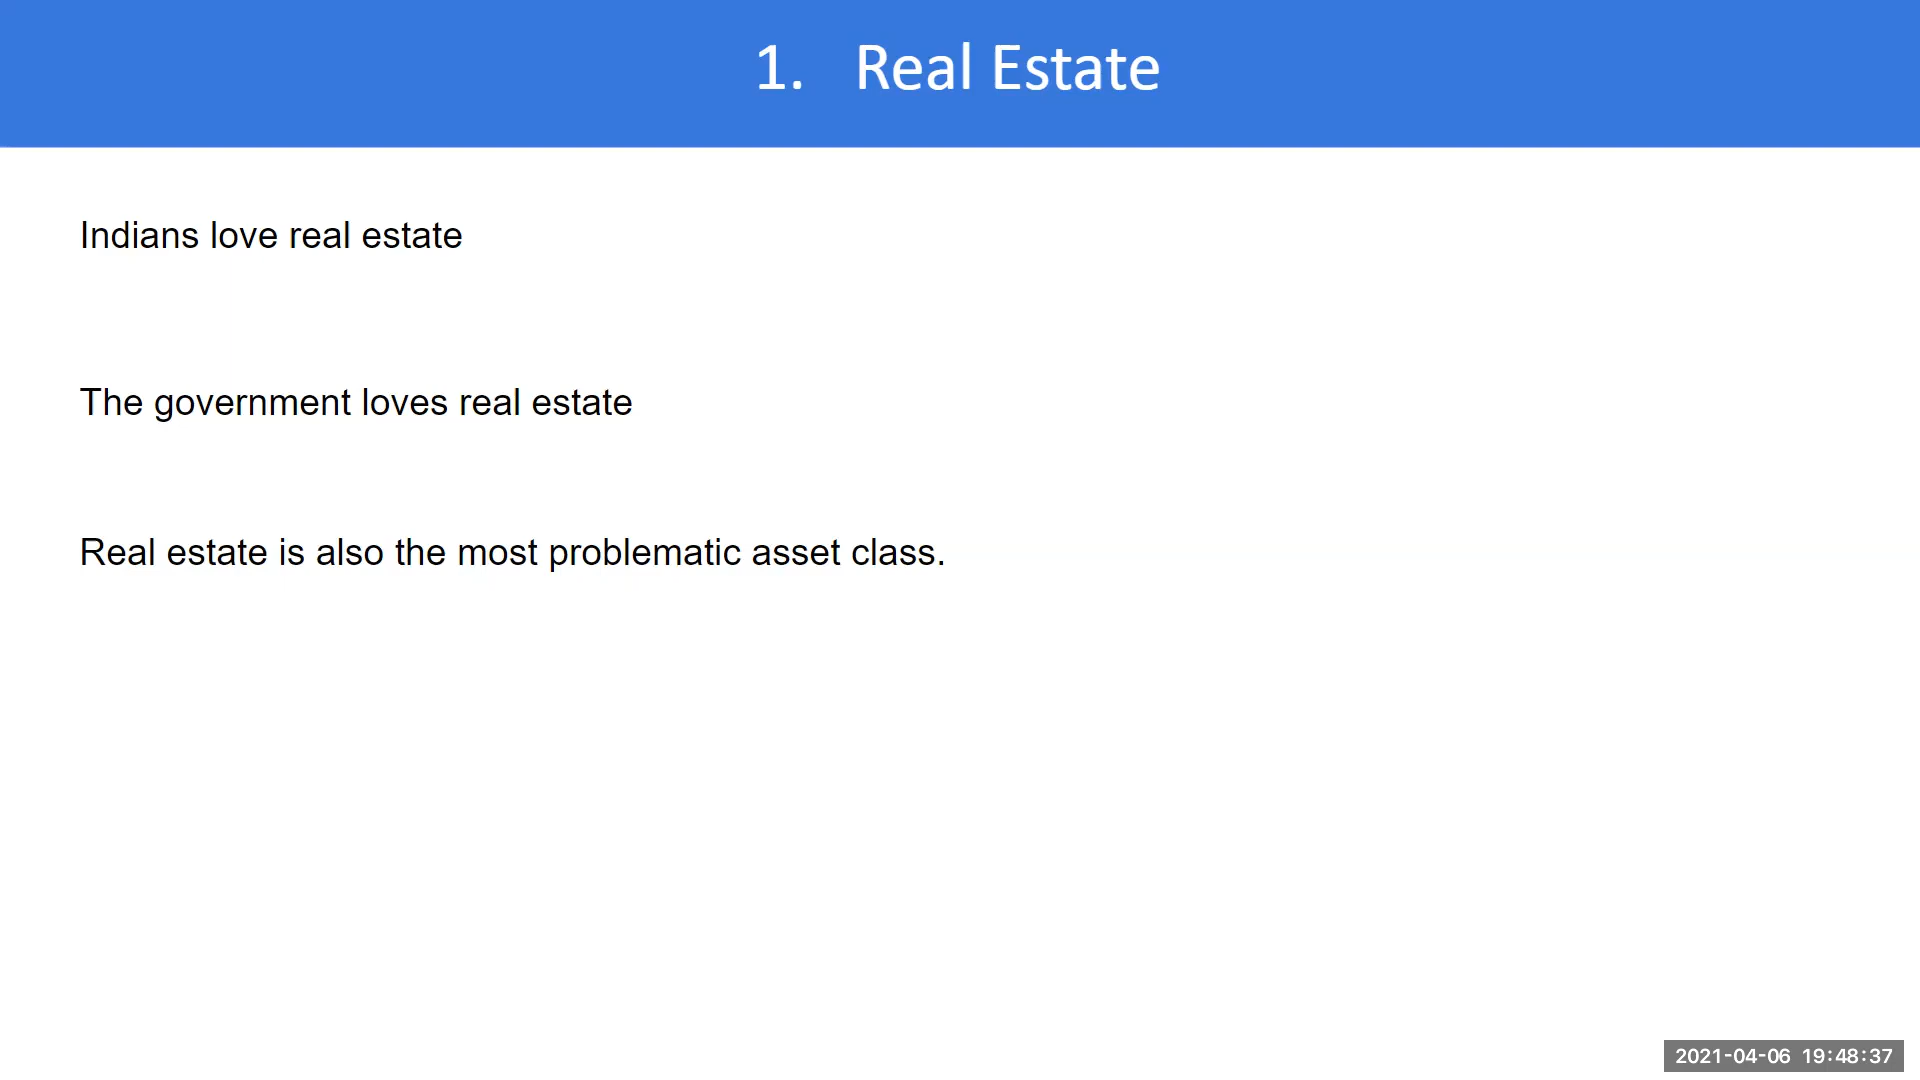 1. Real Estate
Indians love real estate
The government loves real estate
Real estate is also the most problematic asset class.
2021-04-06 19:48:37